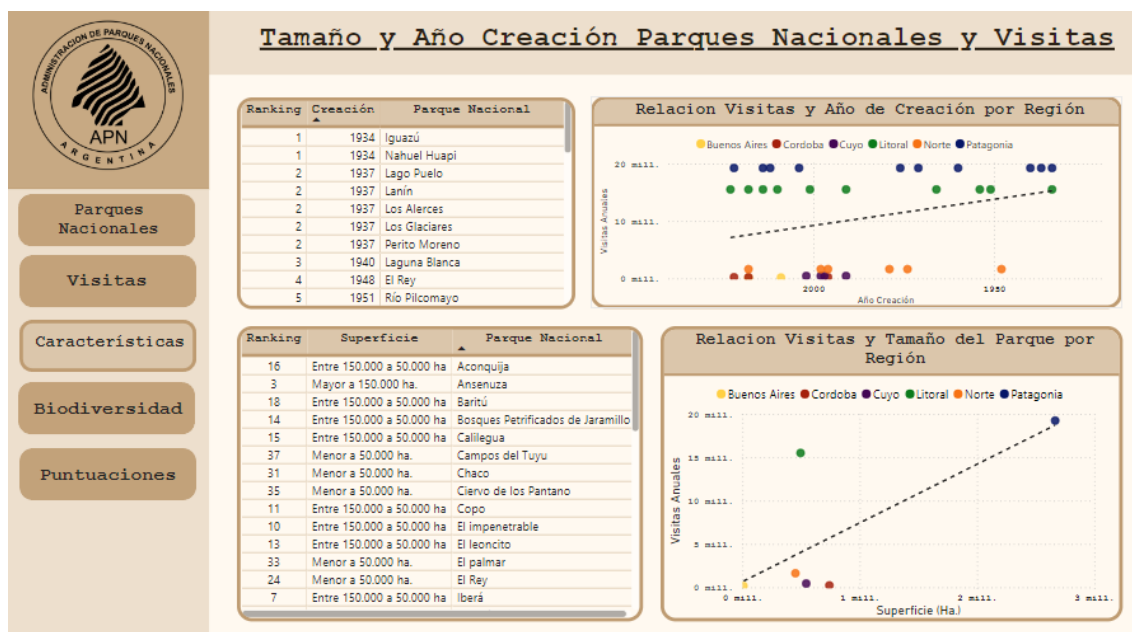 ADMINISTRACION DE PARQUES NACIONALES
APN
ARGENTINA
Tamaño y Año Creación Parques Nacionales y Visitas
Parques
Nacionales
Visitas
Características
Biodiversidad
Puntuaciones
Ranking Creación Parque Nacional
1 1934 Iguazú
1 1934 Nahuel Huapi
2 1937 Lago Puelo
2 1937 Lanín
2 1937 Los Alerces
2 1937 Los Glaciares
2 1937 Perito Moreno
3 1940 Laguna Blanca
4 1948 El Rey
5 1951 Río Pilcomayo
Relacion Visitas y Año de Creación por Región
Buenos Aires Cordoba Cuyo Litoral Norte Patagonia
Visitas Anuales
20 mill.
10 mill.
0 mill.
2000 1950
Año Creación
Ranking Superficie Parque Nacional
16 Entre 150.000 a 50.000 ha Aconquija
3 Mayor a 150.000 ha. Ansenuza
18 Entre 150.000 a 50.000 ha Baritú
14 Entre 150.000 a 50.000 ha Bosques Petrificados de Jaramillo
15 Entre 150.000 a 50.000 ha Calilegua
37 Menor a 50.000 ha. Campos del Tuyu
31 Menor a 50.000 ha. Chaco
35 Menor a 50.000 ha. Ciervo de los Pantano
11 Entre 150.000 a 50.000 ha Copo
10 Entre 150.000 a 50.000 ha El impenetrable
13 Entre 150.000 a 50.000 ha El leoncito
33 Menor a 50.000 ha. El palmar
24 Menor a 50.000 ha. El Rey
7 Entre 150.000 a 50.000 ha Iberá
Relacion Visitas y Tamaño del Parque por
Región
Buenos Aires Cordoba Cuyo Litoral Norte Patagonia
Visitas Anuales
20 mill.
15 mill.
10 mill.
5 mill.
0 mill.
0 mill. 1 mill. 2 mill. 3 mill.
Superficie (Ha.)